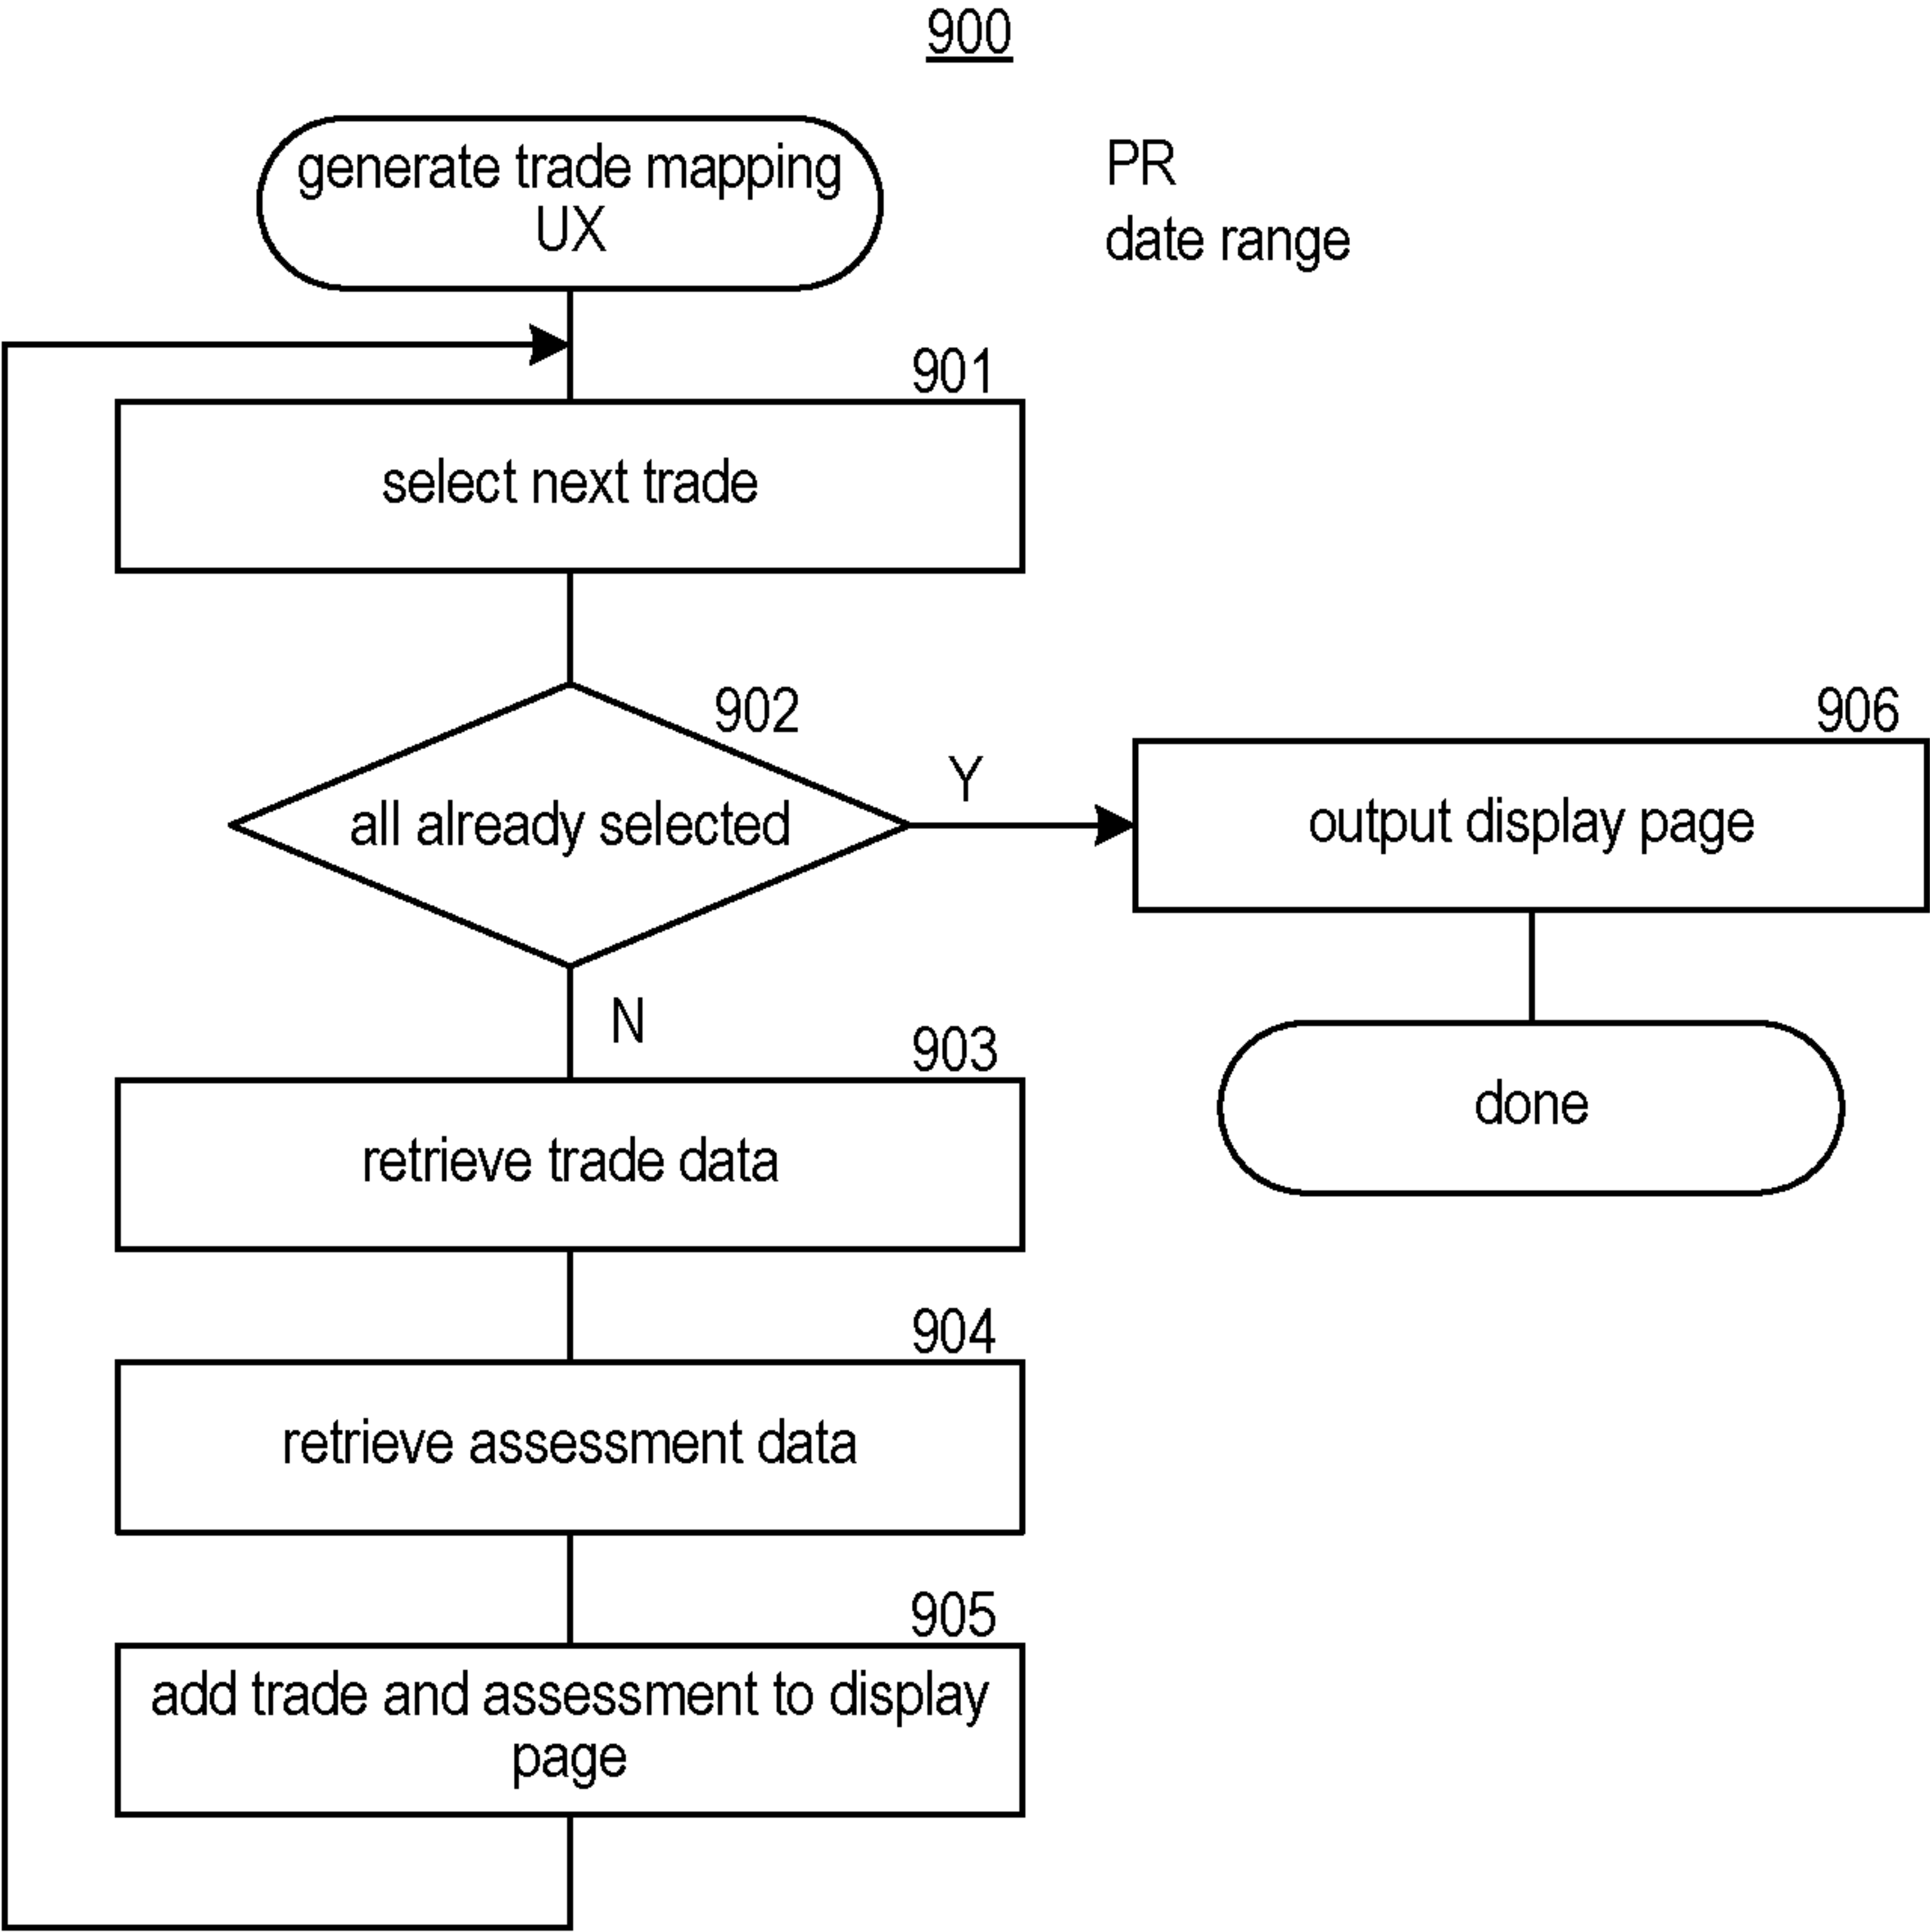 900
generate trade mapping
UX
PR
date range
901
select next trade
902
all already selected
Y
906
output display page
N
903
retrieve trade data
done
904
retrieve assessment data
905
add trade and assessment to display
page